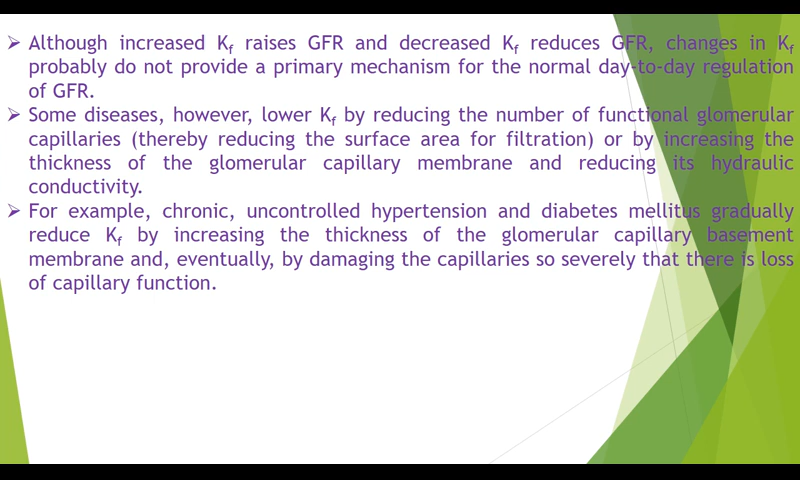 ➢ Although increased Kf raises GFR and decreased Kf reduces GFR, changes in Kf
probably do not provide a primary mechanism for the normal day-to-day regulation
of GFR.
➢ Some diseases, however, lower Kf by reducing the number of functional glomerular
capillaries (thereby reducing the surface area for filtration) or by increasing the
thickness of the glomerular capillary membrane and reducing its hydraulic
conductivity.
➢ For example, chronic, uncontrolled hypertension and diabetes mellitus gradually
reduce Kf by increasing the thickness of the glomerular capillary basement
membrane and, eventually, by damaging the capillaries so severely that there is loss
of capillary function.